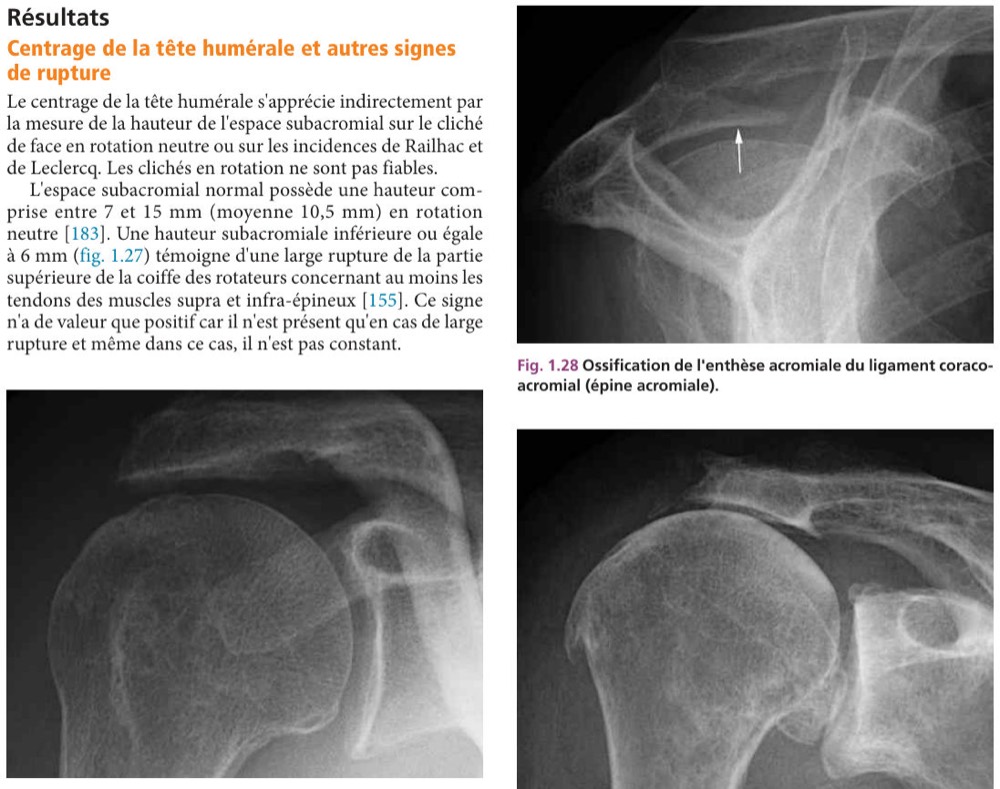 Résultats
Centrage de la tête humérale et autres signes
de rupture
Le centrage de la tête humérale s'apprécie indirectement par
la mesure de la hauteur de l'espace subacromial sur le cliché
de face en rotation neutre ou sur les incidences de Railhac et
de Leclercq. Les clichés en rotation ne sont pas fiables.
L'espace subacromial normal possède une hauteur com-
prise entre 7 et 15 mm (moyenne 10,5 mm) en rotation
neutre [183]. Une hauteur subacromiale inférieure ou égale
à 6 mm (fig. 1.27) témoigne d'une large rupture de la partie
supérieure de la coiffe des rotateurs concernant au moins les
tendons des muscles supra et infra-épineux [155]. Ce signe
n'a de valeur que positif car il n'est présent qu'en cas de large
rupture et même dans ce cas, il n'est pas constant.
Fig. 1.28 Ossification de l'enthèse acromiale du ligament coraco-
acromial (épine acromiale).